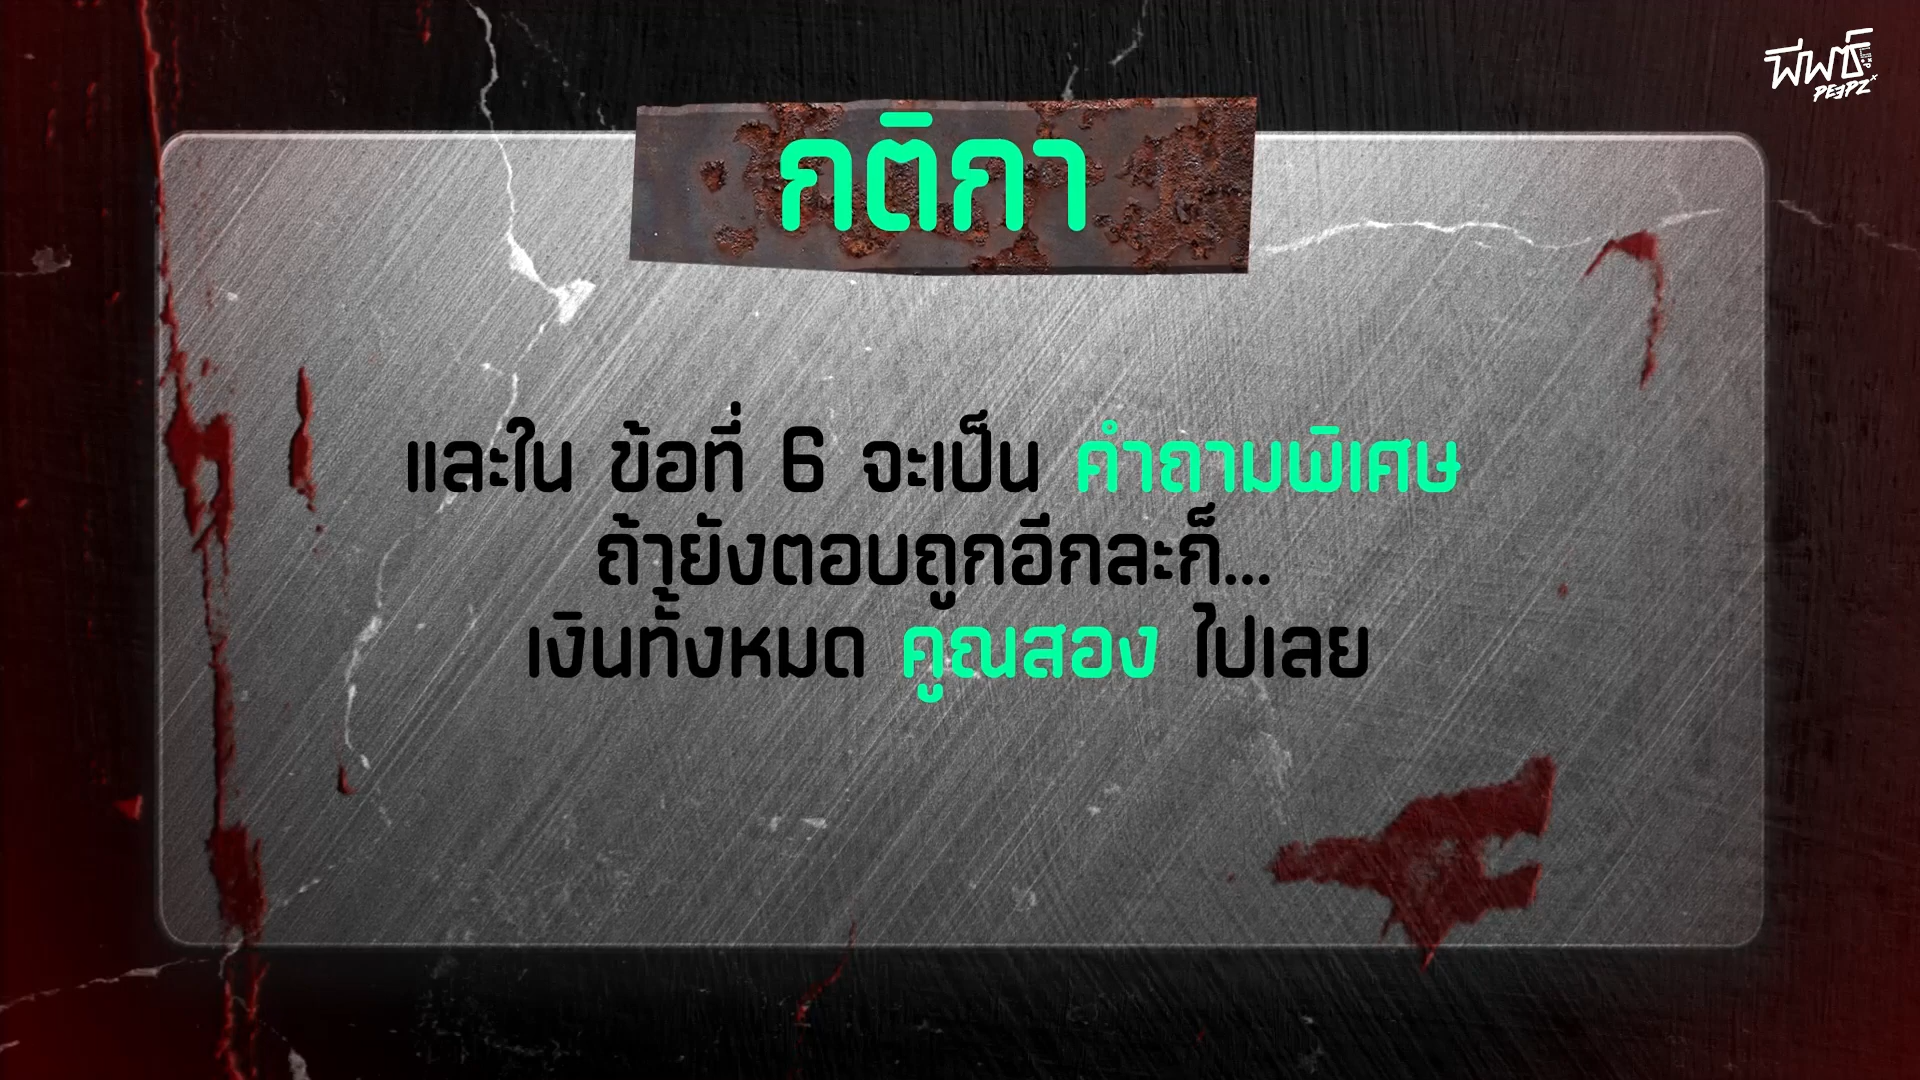 พีพซ์
PEEPZ
กติกา
และใน ข้อที่ 6 จะเป็น คำถามพิเศษ
ถ้ายังตอบถูกอีกละก็...
เงินทั้งหมด คูณสอง ไปเลย